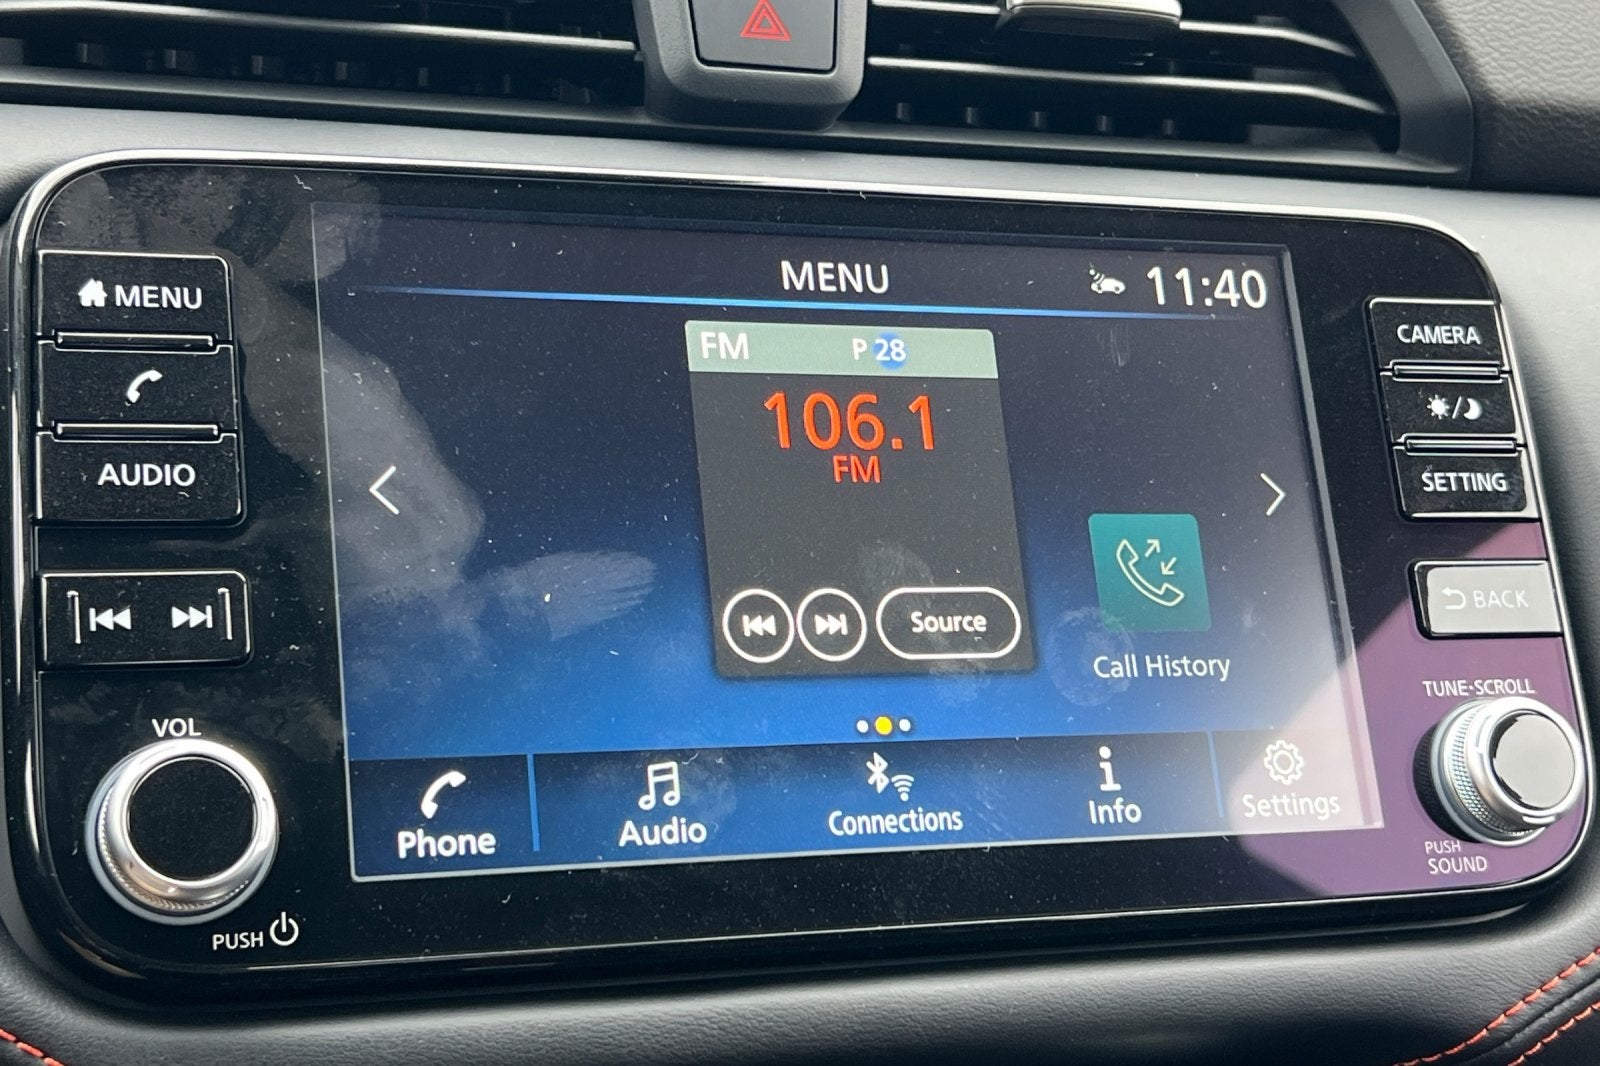 MENU
11:40
MENU
FM
P 28
106.1
FM
CAMERA
AUDIO
SETTING
Source
BACK
Call History
VOL
TUNE·SCROLL
Phone
Audio
Connections
Info
Settings
PUSH
SOUND
PUSH